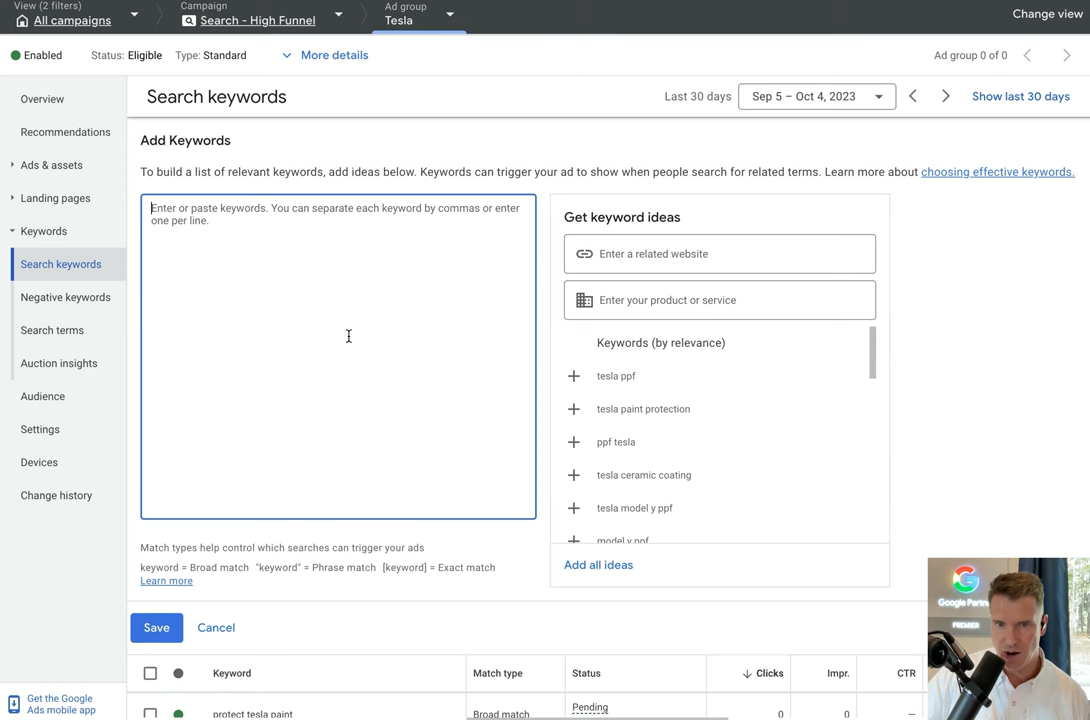 View (2 filters)
All campaigns
Campaign
Search - High Funnel
Ad group
Tesla
Change view
Enabled
Status: Eligible
Type: Standard
More details
Ad group 0 of 0
Overview
Recommendations
Ads & assets
Landing pages
Keywords
Search keywords
Negative keywords
Search terms
Auction insights
Audience
Settings
Devices
Change history
Get the Google
Ads mobile app
Search keywords
Last 30 days
Sep 5 – Oct 4, 2023
Show last 30 days
Add Keywords
To build a list of relevant keywords, add ideas below. Keywords can trigger your ad to show when people search for related terms. Learn more about choosing effective keywords.
Enter or paste keywords. You can separate each keyword by commas or enter
one per line.
Get keyword ideas
Enter a related website
Enter your product or service
Keywords (by relevance)
tesla ppf
tesla paint protection
ppf tesla
tesla ceramic coating
tesla model y ppf
model y ppf
Add all ideas
Match types help control which searches can trigger your ads
keyword = Broad match "keyword" = Phrase match [keyword] = Exact match
Learn more
Save
Cancel
Keyword
Match type
Status
Clicks
Impr.
CTR
protect tesla paint
Broad match
Pending
0
0
–
Google Partn
PREMIER